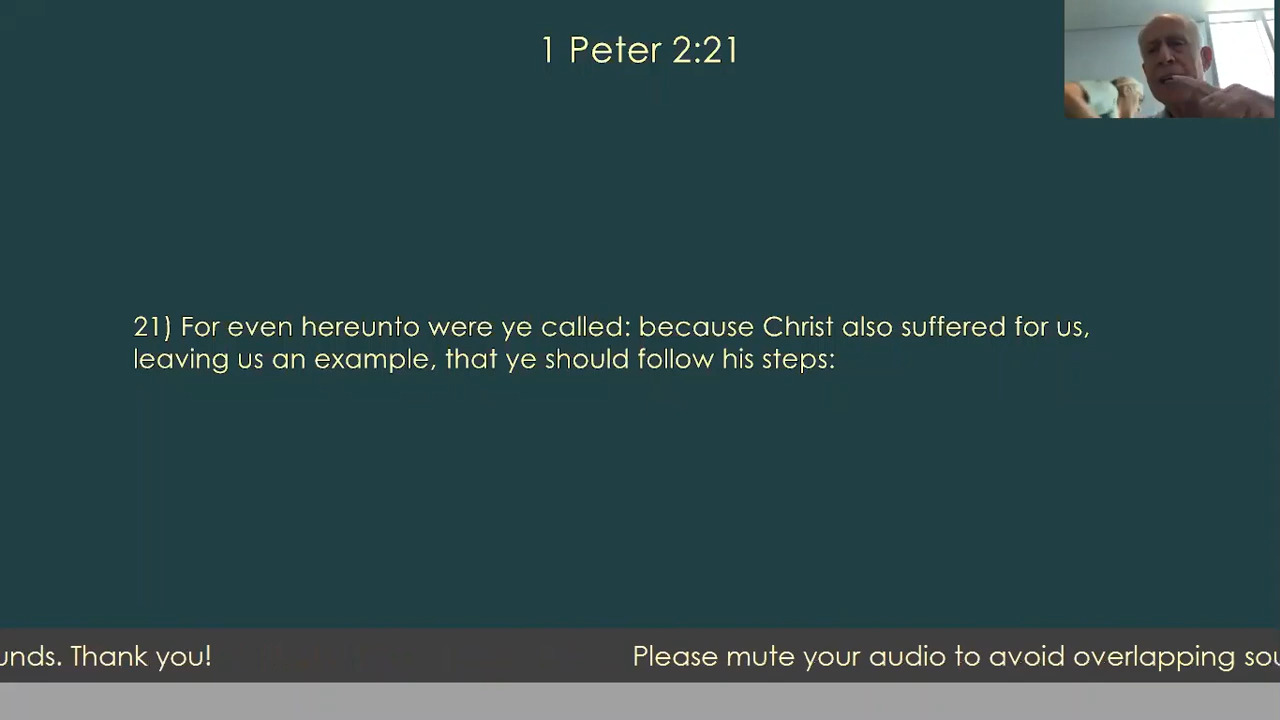 1 Peter 2:21
21) For even hereunto were ye called: because Christ also suffered for us,
leaving us an example, that ye should follow his steps:
unds. Thank you! Please mute your audio to avoid overlapping sou